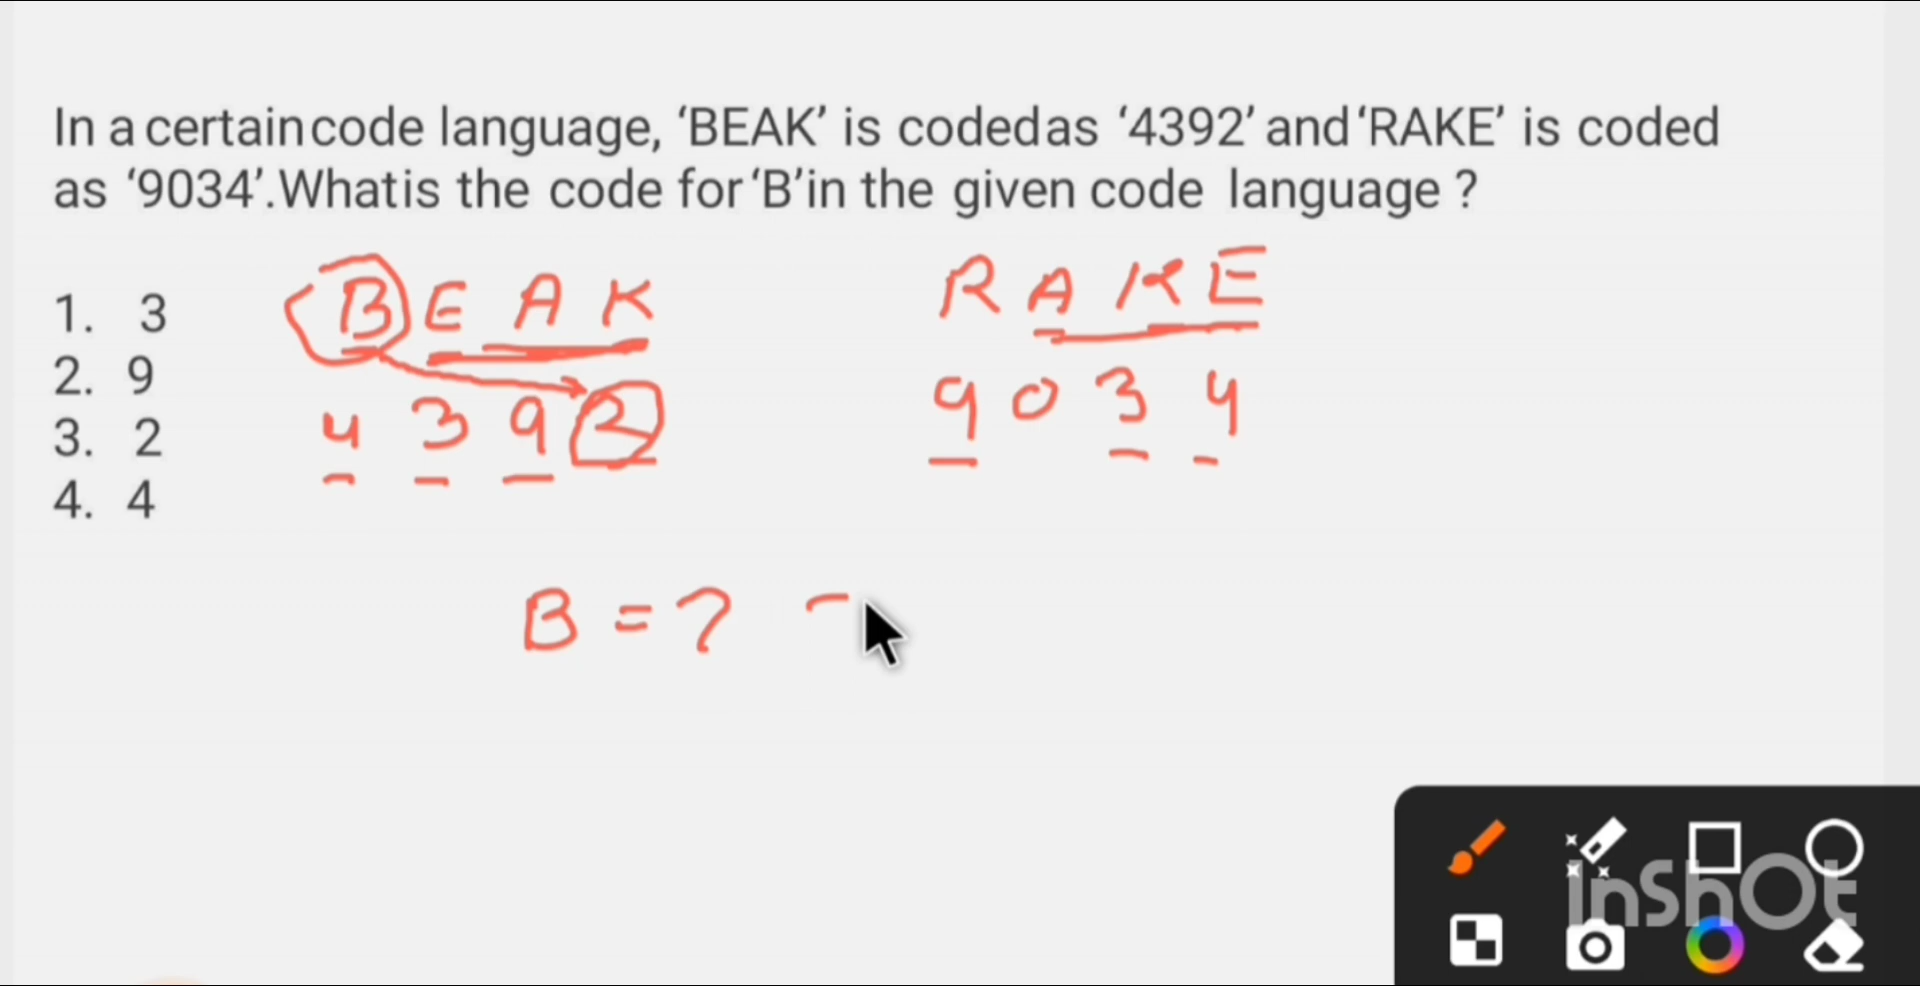 In a certain code language, ‘BEAK’ is coded as ‘4392’ and ‘RAKE’ is coded
as ‘9034’. What is the code for ‘B’ in the given code language ?
1. 3
2. 9
3. 2
4. 4
B E A K
R A K E
4 3 9 2
9 0 3 4
B = ?
InShOt